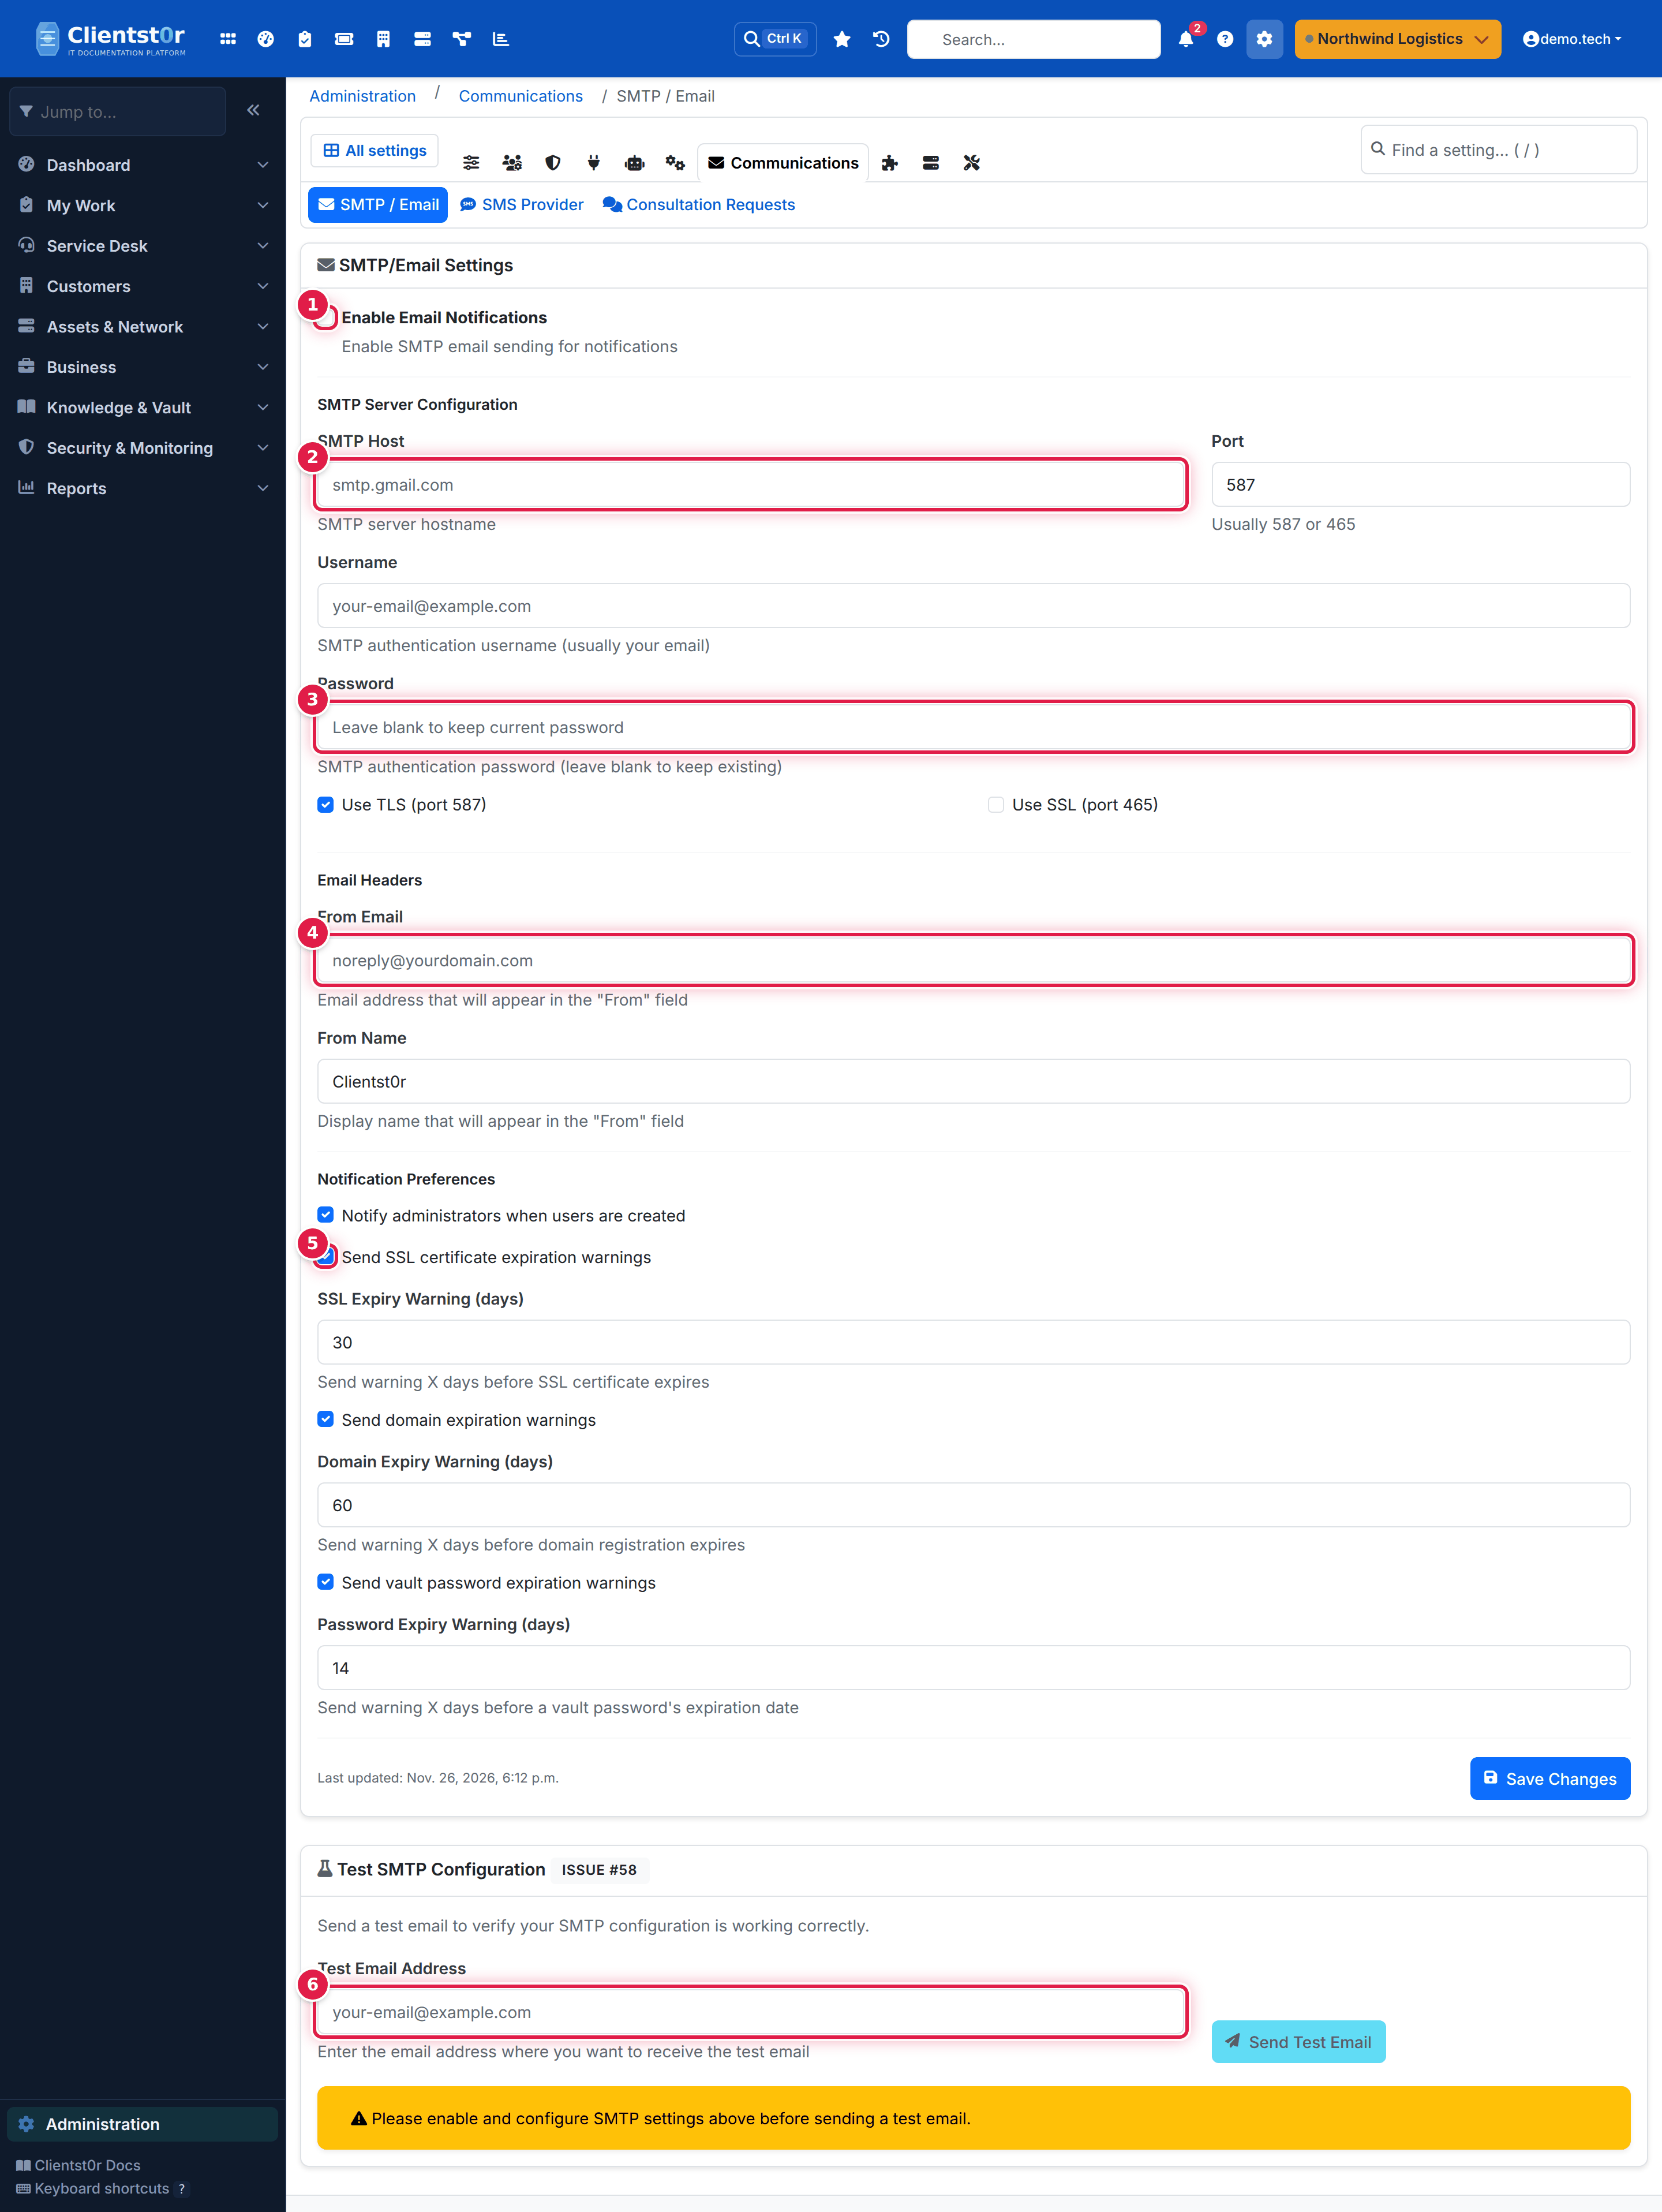 Clientst0r
IT DOCUMENTATION PLATFORM
Ctrl K
Search...
2
Northwind Logistics
demo.tech
Jump to...
Dashboard
My Work
Service Desk
Customers
Assets & Network
Business
Knowledge & Vault
Security & Monitoring
Reports
Administration
Clientst0r Docs
Keyboard shortcuts ?
Administration / Communications / SMTP / Email
All settings
Communications
Find a setting... ( / )
SMTP / Email
SMS Provider
Consultation Requests
SMTP/Email Settings
1
Enable Email Notifications
Enable SMTP email sending for notifications
SMTP Server Configuration
SMTP Host
Port
2
smtp.gmail.com
587
SMTP server hostname
Usually 587 or 465
Username
your-email@example.com
SMTP authentication username (usually your email)
Password
3
Leave blank to keep current password
SMTP authentication password (leave blank to keep existing)
Use TLS (port 587)
Use SSL (port 465)
Email Headers
From Email
4
noreply@yourdomain.com
Email address that will appear in the "From" field
From Name
Clientst0r
Display name that will appear in the "From" field
Notification Preferences
Notify administrators when users are created
5
Send SSL certificate expiration warnings
SSL Expiry Warning (days)
30
Send warning X days before SSL certificate expires
Send domain expiration warnings
Domain Expiry Warning (days)
60
Send warning X days before domain registration expires
Send vault password expiration warnings
Password Expiry Warning (days)
14
Send warning X days before a vault password's expiration date
Last updated: Nov. 26, 2026, 6:12 p.m.
Save Changes
Test SMTP Configuration ISSUE #58
Send a test email to verify your SMTP configuration is working correctly.
Test Email Address
6
your-email@example.com
Send Test Email
Enter the email address where you want to receive the test email
Please enable and configure SMTP settings above before sending a test email.